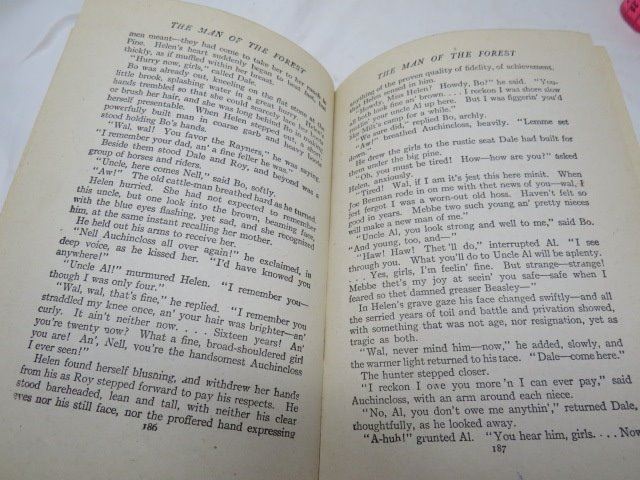 THE MAN OF THE FOREST
men meant—they had come to take her to her ranch at
Pine. Helen's heart suddenly began to beat fast, but
thickly, as if muffled within her breast.
"Hurry now, girls," called Dale.
Bo was already out, kneeling on the flat stone at the
little brook, splashing water in a great hurry. Helen's
hands trembled so that she could scarcely lace her boots
or brush her hair, and she was long behind Bo in making
herself presentable. When Helen stepped out, a short,
powerfully built man in coarse garb and heavy boots
stood holding Bo's hands.
"Wal, wal! You favor the Rayners," he was saying.
"I remember your dad, an' a fine feller he was."
Beside them stood Dale and Roy, and beyond was a
group of horses and riders.
"Uncle, here comes Nell," said Bo, softly.
"Aw!" The old cattle-man breathed hard as he turned.
Helen hurried. She had not expected to remember
this uncle, but one look into the brown, beaming face,
with the blue eyes flashing, yet sad, and she recognized
him, at the same instant recalling her mother.
He held out his arms to receive her.
"Nell Auchincloss all over again!" he exclaimed, in
deep voice, as he kissed her. "I'd have knowed you
anywhere!"
"Uncle Al!" murmured Helen. "I remember you—
though I was only four."
"Wal, wal, that's fine," he replied. "I remember you
straddled my knee once, an' your hair was brighter—an'
curly. It ain't neither now. . . . Sixteen years! An'
you're twenty now? What a fine, broad-shouldered girl
you are! An', Nell, you're the handsomest Auchincloss
I ever seen!"
Helen found herself blushing, and withdrew her hands
from his as Roy stepped forward to pay his respects. He
stood bareheaded, lean and tall, with neither his clear
eyes nor his still face, nor the proffered hand expressing
186
THE MAN OF THE FOREST
anything of the proven quality of fidelity, of achievement,
sensed in him.
Helen? Howdy, Bo?" he said. "You-
all both look fine an' brown. . . . I reckon I was shore slow
your uncle Al up here. But I was figgerin' you'd
Milt's camp for a while."
"We sure did," replied Bo, archly.
"Aw!" breathed Auchincloss, heavily. "Lemme set
He drew the girls to the rustic seat Dale had built for
them under the big pine.
"Oh, you must be tired! How—how are you?" asked
Helen, anxiously.
"Tired! Wal, if I am it's jest this here minit. When
Joe Berman rode in on me with thet news of you—wal, I
jest fergot I was a worn-out old hoss. Haven't felt so
good in years. Mebbe two such young an' pretty nieces
will make a new man of me."
"Uncle Al, you look strong and well to me," said Bo.
"And young, too, and—"
"Haw! Haw! Thet'll do," interrupted Al. "I see
through you. What you'll do to Uncle Al will be aplenty.
. . . Yes, girls, I'm feelin' fine. But strange—strange!
Mebbe thet's my joy at seein' you safe—safe when I
feared so thet damned greaser Beasley—"
In Helen's grave gaze his face changed swiftly—and all
the serried years of toil and battle and privation showed,
with something that was not age, nor resignation, yet as
tragic as both.
"Wal, never mind him—now," he added, slowly, and
the warmer light returned to his face. "Dale—come here."
The hunter stepped closer.
"I reckon I owe you more'n I can ever pay," said
Auchincloss, with an arm around each niece.
"No, Al, you don't owe me anythin'," returned Dale,
thoughtfully, as he looked away.
"A-huh!" grunted Al. "You hear him, girls. . . . Now
187